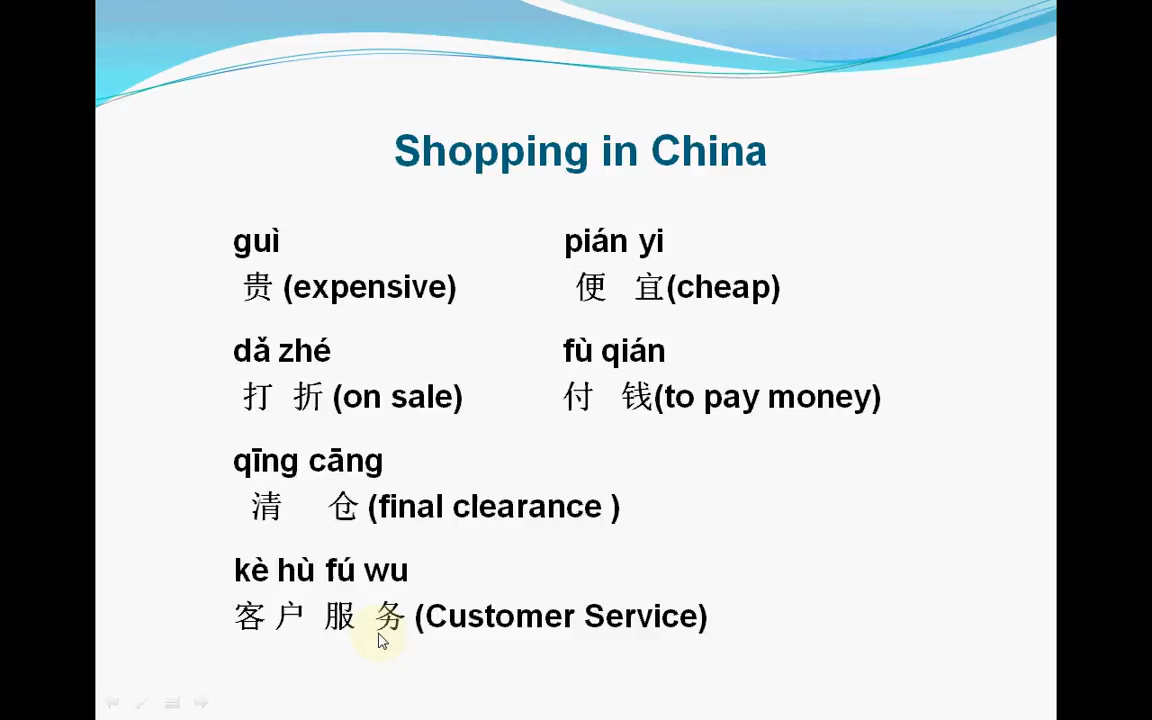 Shopping in China
guì pián yi
贵 (expensive) 便 宜(cheap)
dǎ zhé fù qián
打 折 (on sale) 付 钱(to pay money)
qīng cāng
清 仓 (final clearance )
kè hù fú wu
客 户 服 务 (Customer Service)